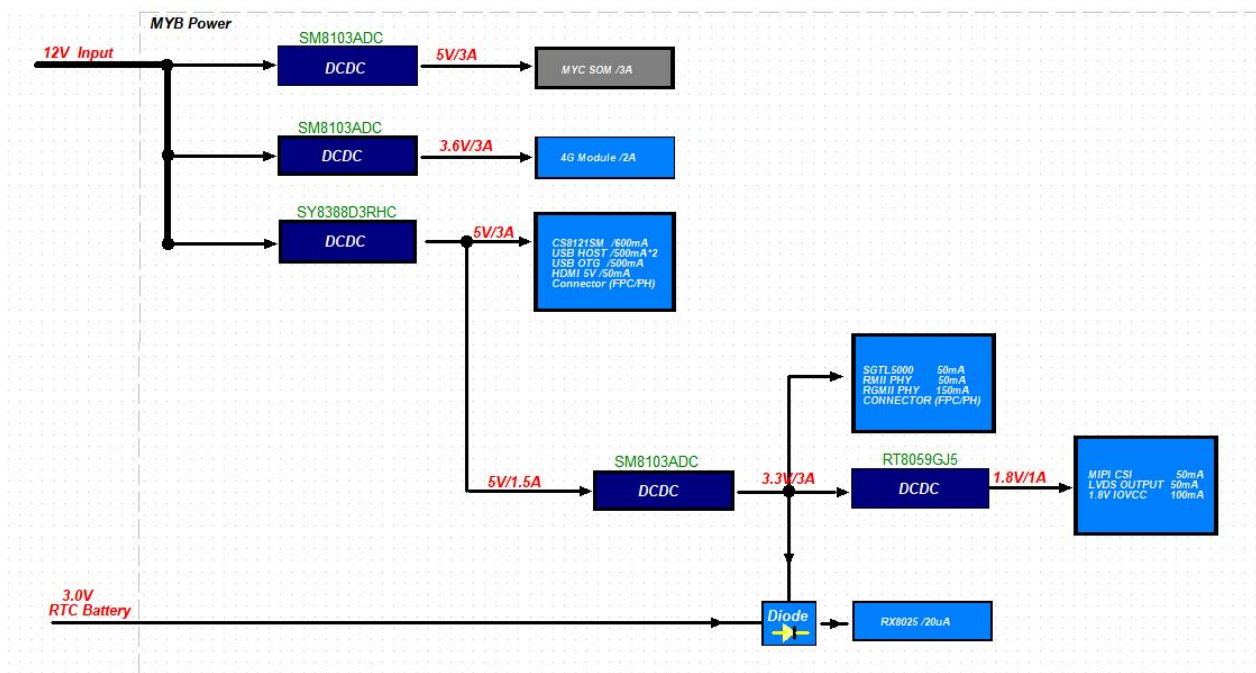 MYB Power
12V Input
SM8103ADC
DCDC
5V/3A
MYC SOM /3A
SM8103ADC
DCDC
3.6V/3A
4G Module /2A
SY8388D3RHC
DCDC
5V/3A
CS8121SM /600mA
USB HOST /500mA*2
USB OTG /500mA
HDMI 5V /50mA
Connector (FPC/PH)
SGTL5000 50mA
RMII PHY 50mA
RGMII PHY 150mA
CONNECTOR (FPC/PH)
5V/1.5A
SM8103ADC
DCDC
3.3V/3A
RT8059GJ5
DCDC
1.8V/1A
MIPI CSI 50mA
LVDS OUTPUT 50mA
1.8V IOVCC 100mA
3.0V
RTC Battery
Diode
RX8025 /20uA